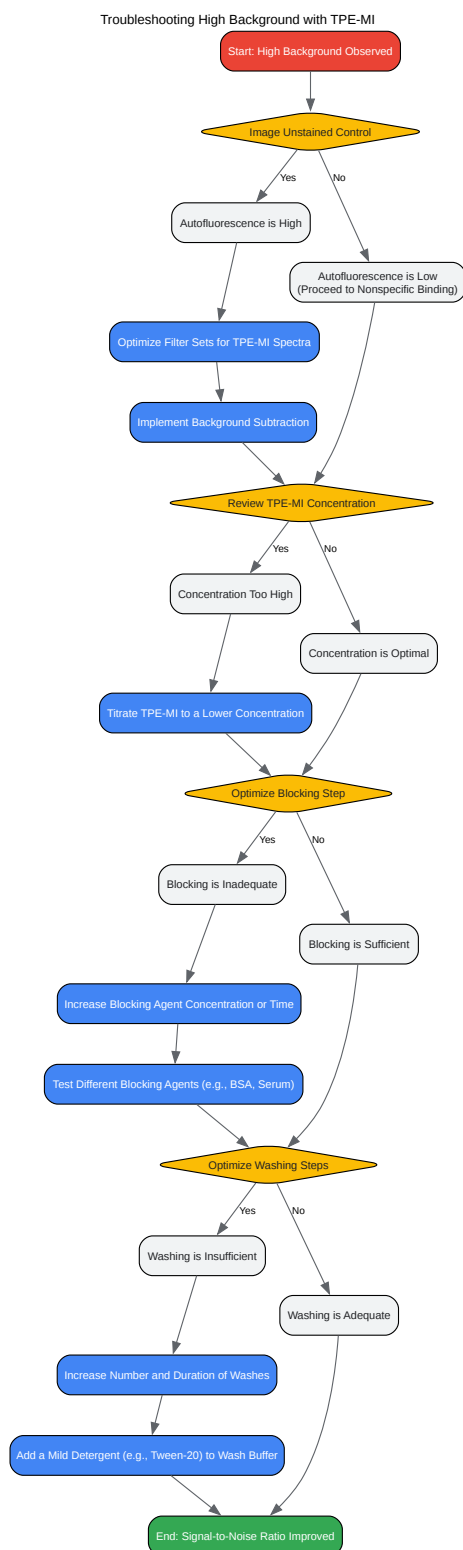 Troubleshooting High Background with TPE-MI
Start: High Background Observed
Image Unstained Control
Yes
No
Autofluorescence is High
Autofluorescence is Low
(Proceed to Nonspecific Binding)
Optimize Filter Sets for TPE-MI Spectra
Implement Background Subtraction
Review TPE-MI Concentration
Yes
No
Concentration Too High
Concentration is Optimal
Titrate TPE-MI to a Lower Concentration
Optimize Blocking Step
Yes
No
Blocking is Inadequate
Blocking is Sufficient
Increase Blocking Agent Concentration or Time
Test Different Blocking Agents (e.g., BSA, Serum)
Optimize Washing Steps
Yes
No
Washing is Insufficient
Washing is Adequate
Increase Number and Duration of Washes
Add a Mild Detergent (e.g., Tween-20) to Wash Buffer
End: Signal-to-Noise Ratio Improved